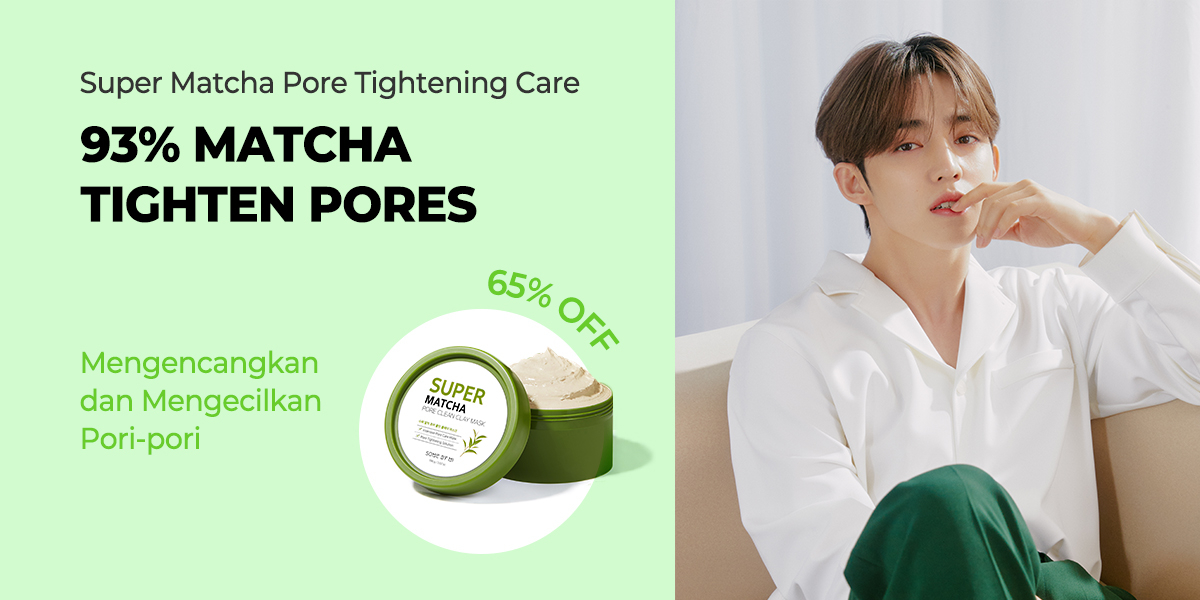 Super Matcha Pore Tightening Care
93% MATCHA
TIGHTEN PORES
65% OFF
Mengencangkan
dan Mengecilkan
Pori-pori
SUPER
MATCHA
PORE CLEAN CLAY MASK
SOME BY MI